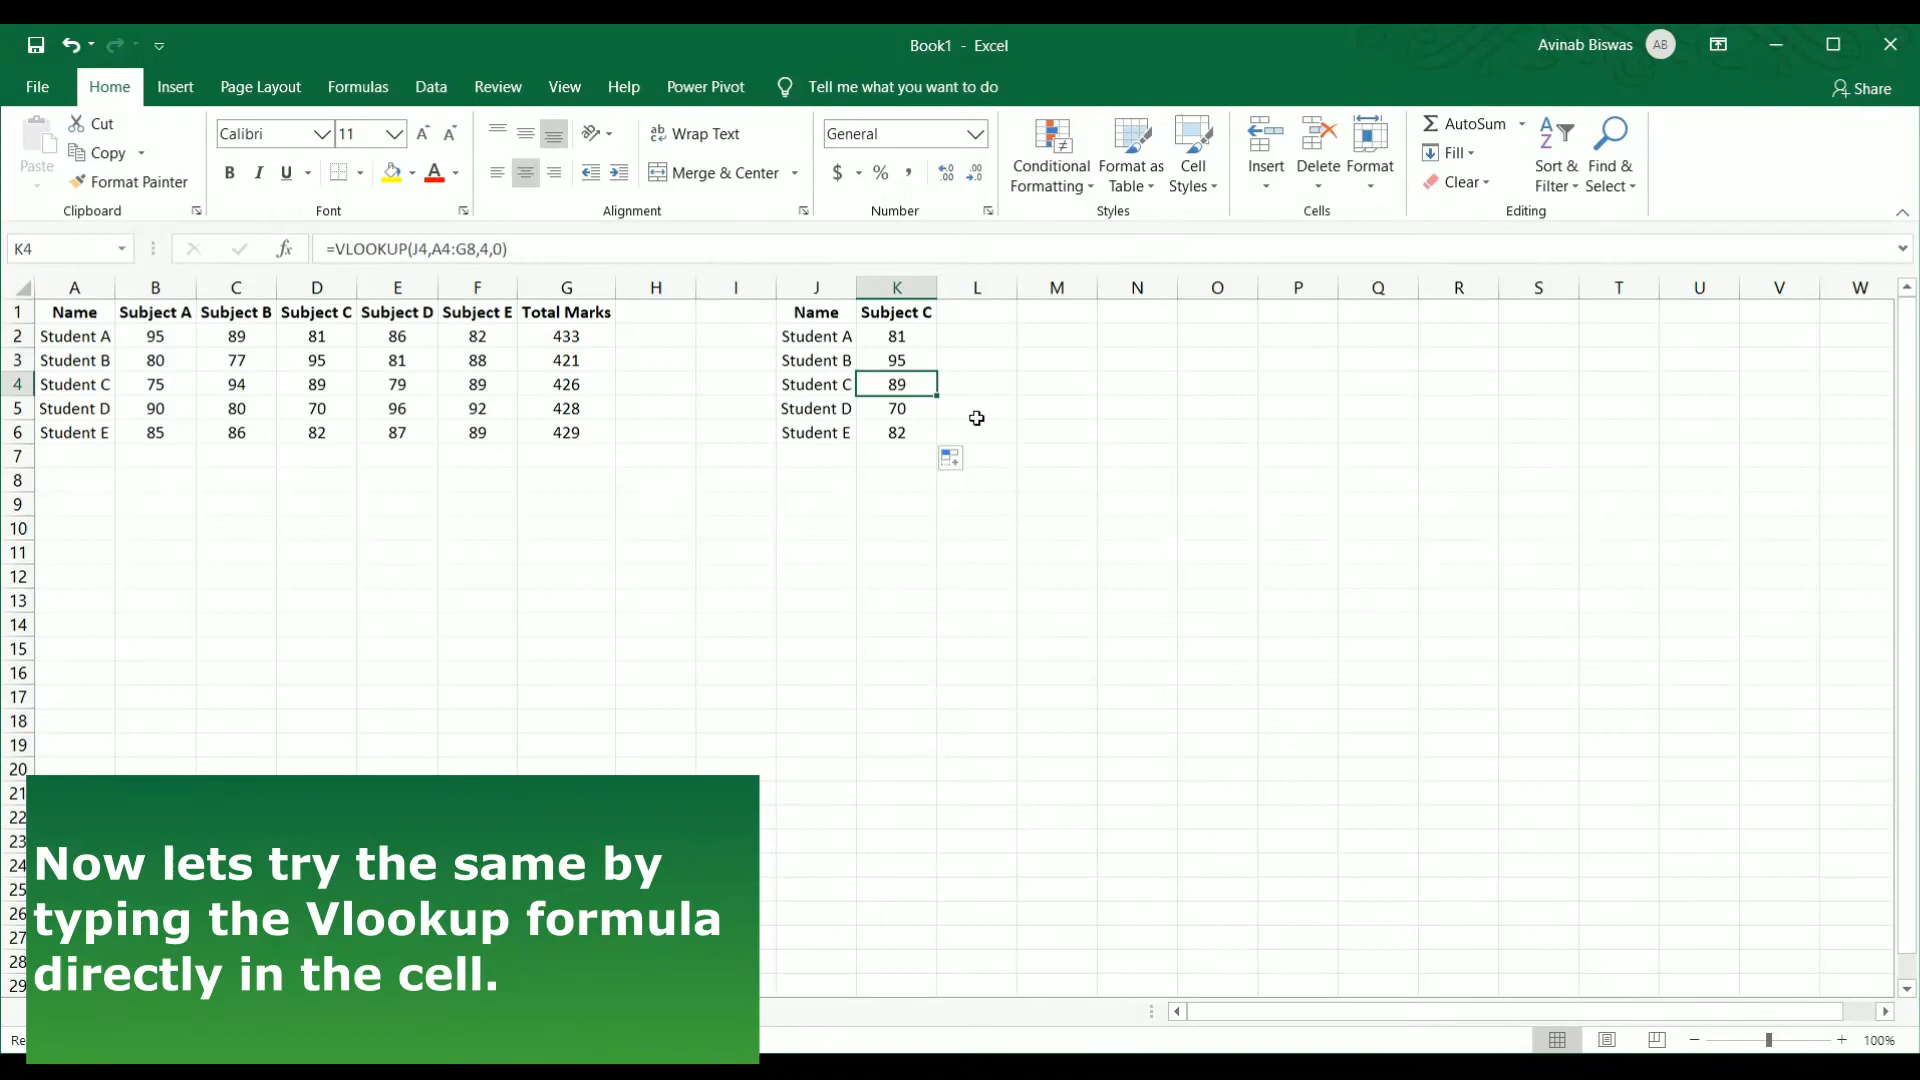 Book1 - Excel
Avinab Biswas AB
File Home Insert Page Layout Formulas Data Review View Help Power Pivot Tell me what you want to do Share
Paste Cut
Copy
Format Painter
Clipboard
Calibri 11
B I U
Font
Wrap Text
Merge & Center
Alignment
General
$ % ,
Number
Conditional Formatting
Format as Table
Cell Styles
Styles
Insert Delete Format
Cells
AutoSum
Fill
Clear
Sort & Filter
Find & Select
Editing
K4 fx =VLOOKUP(J4,A4:G8,4,0)
A B C D E F G H I J K L M N O P Q R S T U V W
1 Name Subject A Subject B Subject C Subject D Subject E Total Marks Name Subject C
2 Student A 95 89 81 86 82 433 Student A 81
3 Student B 80 77 95 81 88 421 Student B 95
4 Student C 75 94 89 79 89 426 Student C 89
5 Student D 90 80 70 96 92 428 Student D 70
6 Student E 85 86 82 87 89 429 Student E 82
7
8
9
10
11
12
13
14
15
16
17
18
19
20
21
22
23
24
25
26
27
28
29
Now lets try the same by
typing the Vlookup formula
directly in the cell.
100%